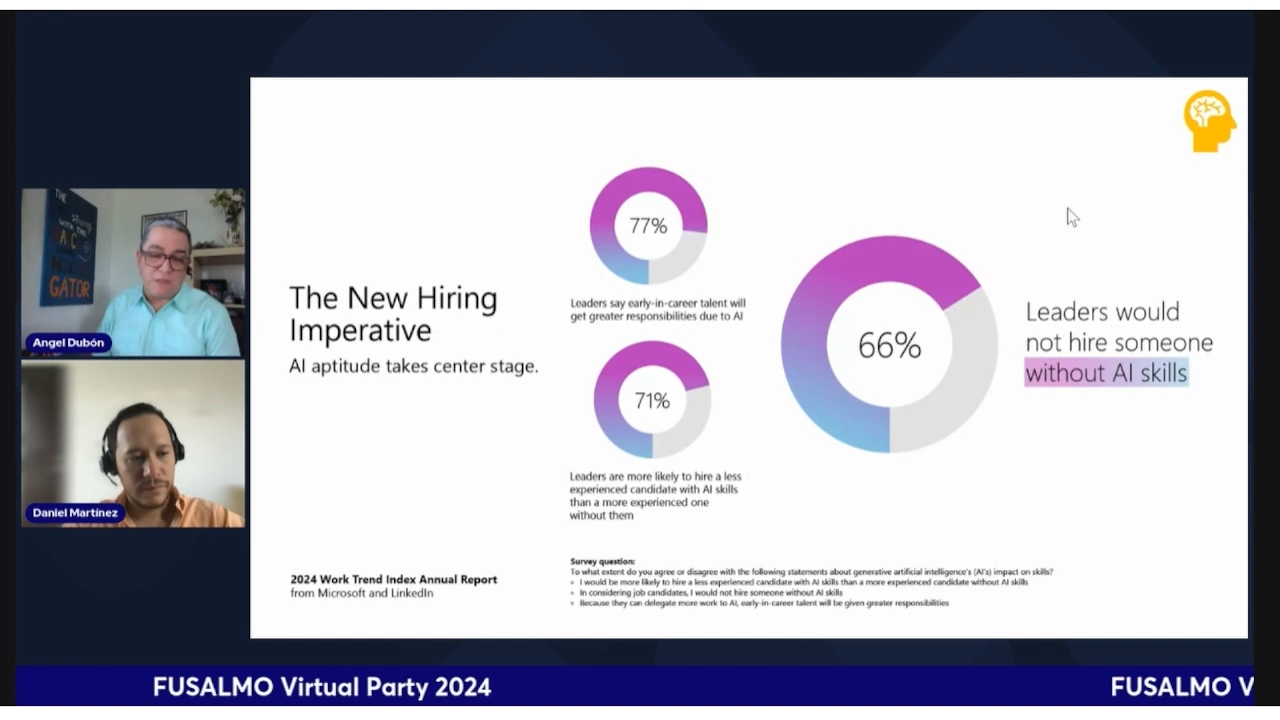 The New Hiring
Imperative
AI aptitude takes center stage.
77%
Leaders say early-in-career talent will
get greater responsibilities due to AI
71%
Leaders are more likely to hire a less
experienced candidate with AI skills
than a more experienced one
without them
66%
Leaders would
not hire someone
without AI skills
2024 Work Trend Index Annual Report
from Microsoft and LinkedIn
Survey question:
To what extent do you agree or disagree with the following statements about generative artificial intelligence's (AI's) impact on skills?
• I would be more likely to hire a less experienced candidate with AI skills than a more experienced candidate without AI skills
• In considering job candidates, I would not hire someone without AI skills
• Because they can delegate more work to AI, early-in-career talent will be given greater responsibilities
THE
GATOR
Angel Dubón
Daniel Martínez
FUSALMO Virtual Party 2024
FUSALMO V